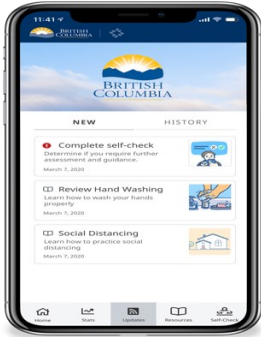 11:41
BRITISH
COLUMBIA
BRITISH
COLUMBIA
NEW HISTORY
Complete self-check
Determine if you require further
assessment and guidance.
March 7, 2020
Review Hand Washing
Learn how to wash your hands
properly
March 7, 2020
Social Distancing
Learn how to practice social
distancing
March 7, 2020
Home Stats Updates Resources Self-Check